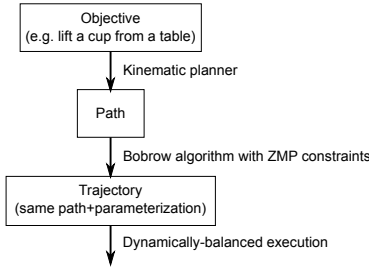 Objective
(e.g. lift a cup from a table)
Kinematic planner
Path
Bobrow algorithm with ZMP constraints
Trajectory
(same path+parameterization)
Dynamically-balanced execution